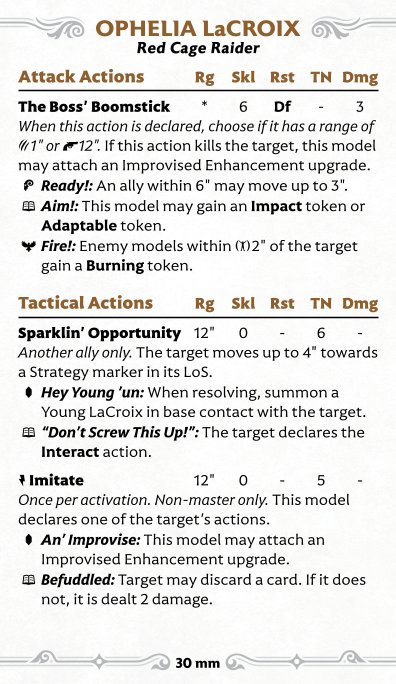 OPHELIA LaCROIX
Red Cage Raider
Attack Actions Rg Skl Rst TN Dmg
The Boss' Boomstick * 6 Df - 3
When this action is declared, choose if it has a range of
1" or 12". If this action kills the target, this model
may attach an Improvised Enhancement upgrade.
Ready!: An ally within 6" may move up to 3".
Aim!: This model may gain an Impact token or
Adaptable token.
Fire!: Enemy models within 2" of the target
gain a Burning token.
Tactical Actions Rg Skl Rst TN Dmg
Sparklin' Opportunity 12" 0 - 6 -
Another ally only. The target moves up to 4" towards
a Strategy marker in its LoS.
Hey Young 'un: When resolving, summon a
Young LaCroix in base contact with the target.
"Don't Screw This Up!": The target declares the
Interact action.
Imitate 12" 0 - 5 -
Once per activation. Non-master only. This model
declares one of the target's actions.
An' Improvise: This model may attach an
Improvised Enhancement upgrade.
Befuddled: Target may discard a card. If it does
not, it is dealt 2 damage.
30 mm